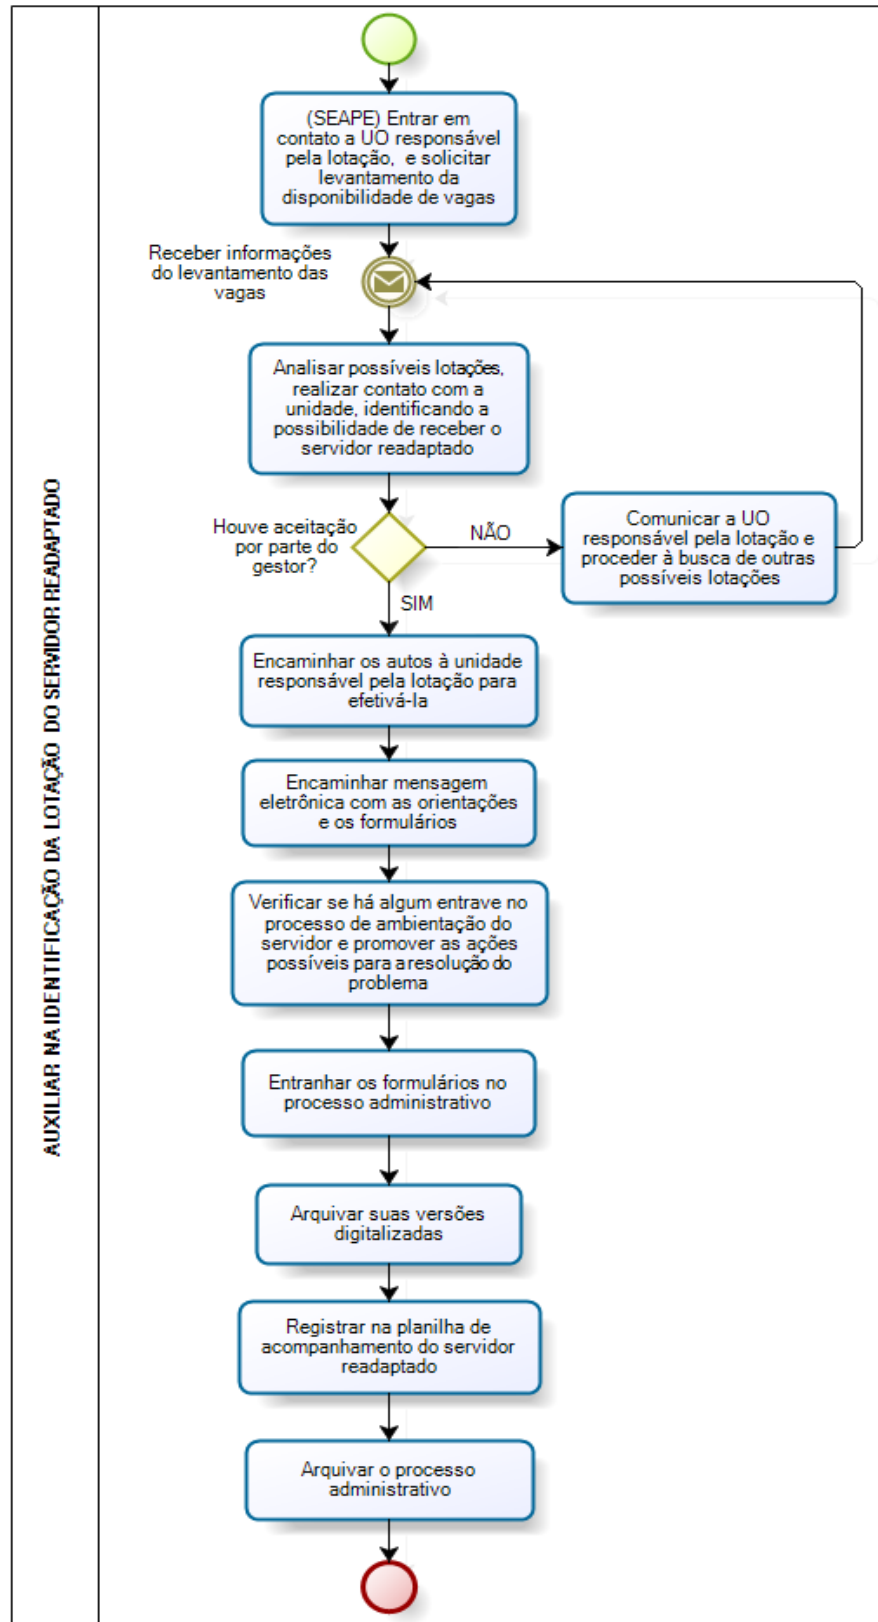 AUXILIAR NA IDENTIFICAÇÃO DA LOTAÇÃO DO SERVIDOR READAPTADO
(SEAPE) Entrar em
contato a UO responsável
pela lotação, e solicitar
levantamento da
disponibilidade de vagas
Receber informações
do levantamento das
vagas
Analisar possíveis lotações,
realizar contato com a
unidade, identificando a
possibilidade de receber o
servidor readaptado
Houve aceitação
por parte do
gestor?
NÃO
Comunicar a UO
responsável pela lotação e
proceder à busca de outras
possíveis lotações
SIM
Encaminhar os autos à unidade
responsável pela lotação para
efetivá-la
Encaminhar mensagem
eletrônica com as orientações
e os formulários
Verificar se há algum entrave no
processo de ambientação do
servidor e promover as ações
possíveis para a resolução do
problema
Entranhar os formulários no
processo administrativo
Arquivar suas versões
digitalizadas
Registrar na planilha de
acompanhamento do servidor
readaptado
Arquivar o processo
administrativo